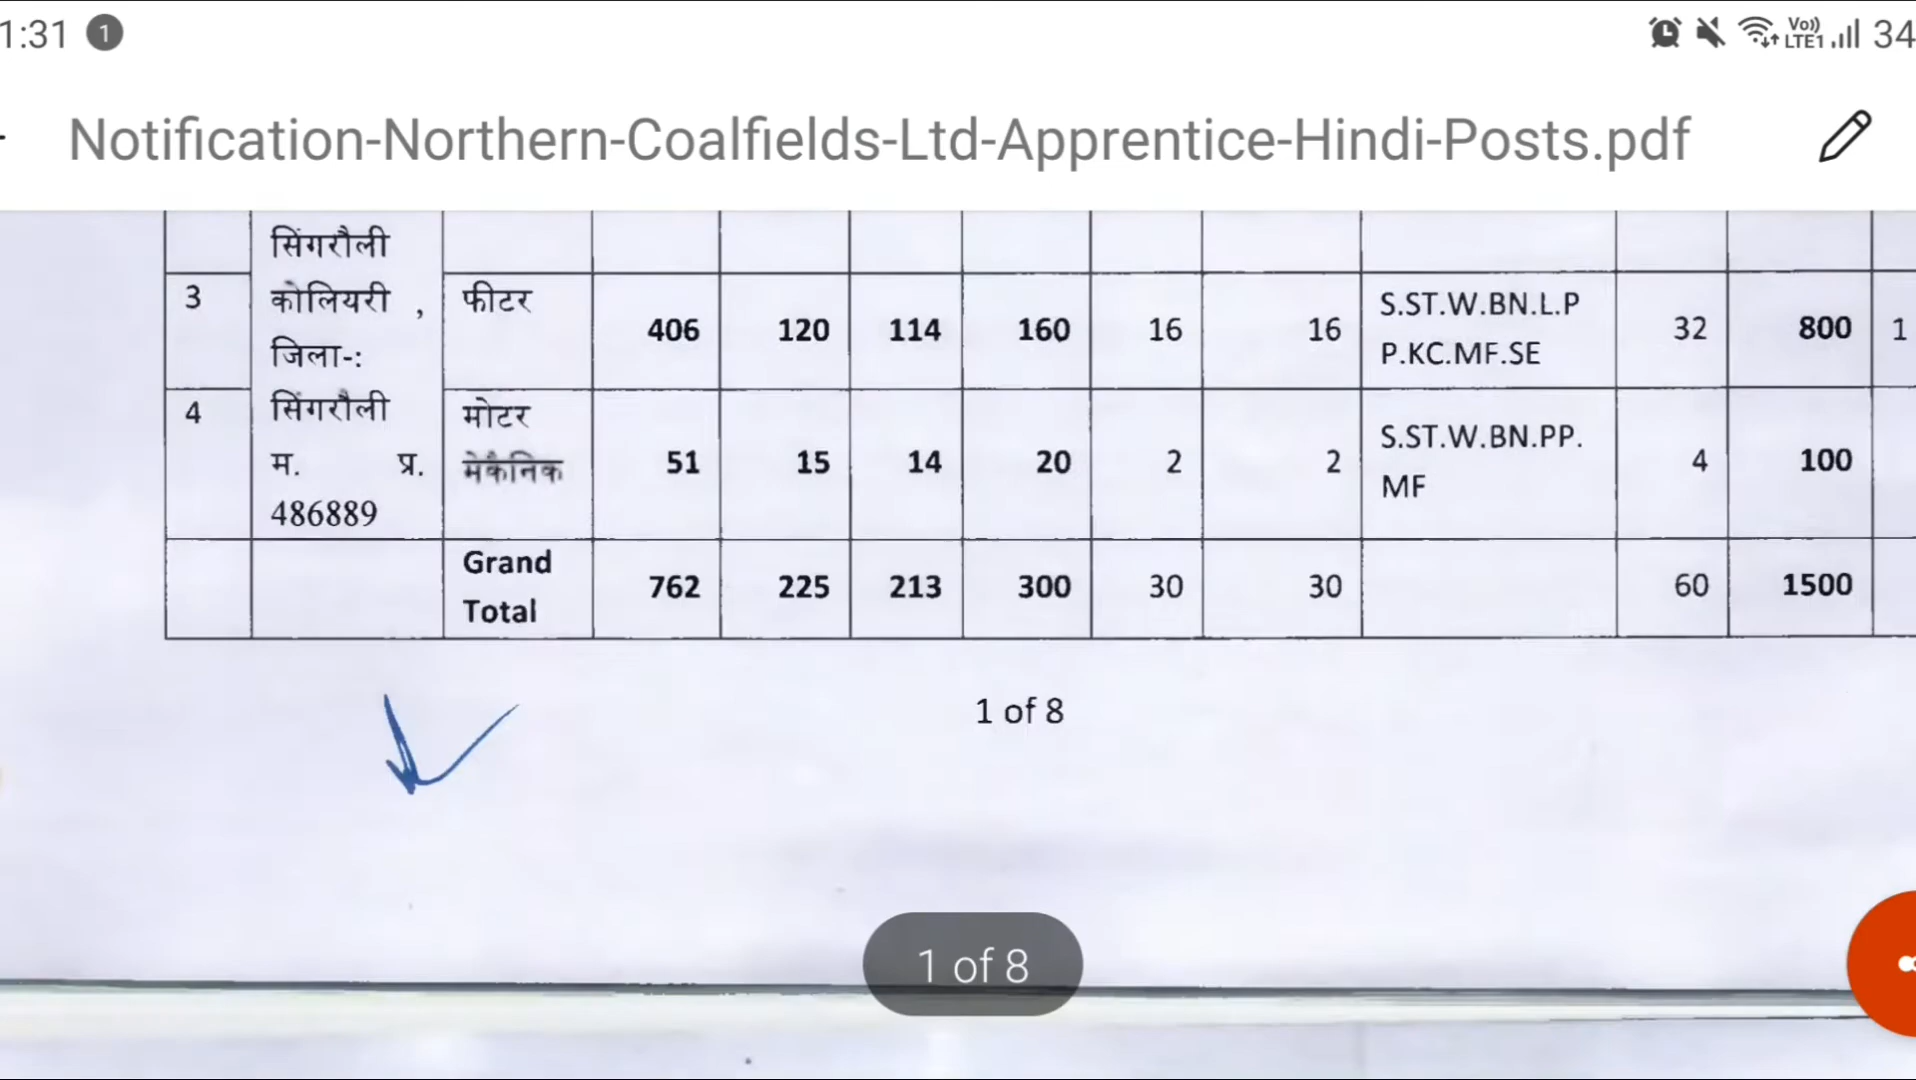 1:31 1 Vo)) LTE1 34
Notification-Northern-Coalfields-Ltd-Apprentice-Hindi-Posts.pdf
सिंगरौली
3 कोलियरी , फीटर 406 120 114 160 16 16 S.ST.W.BN.L.P 32 800 1
जिला-: P.KC.MF.SE
4 सिंगरौली मोटर 51 15 14 20 2 2 S.ST.W.BN.PP. 4 100
म. प्र. मेकैनिक MF
486889
Grand 762 225 213 300 30 30 60 1500
Total
1 of 8
1 of 8